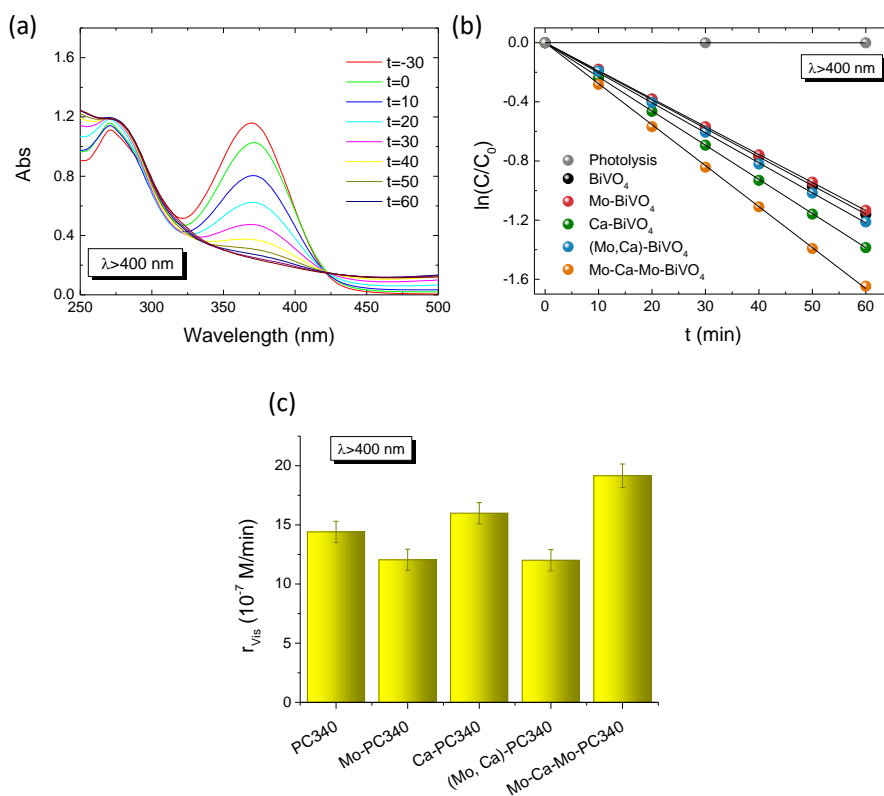 (a)
1.6
1.2
0.8
0.4
0.0
Abs
250 300 350 400 450 500
Wavelength (nm)
t=-30
t=0
t=10
t=20
t=30
t=40
t=50
t=60
λ>400 nm
(b)
0.0
-0.4
-0.8
-1.2
-1.6
ln(C/C₀)
0 10 20 30 40 50 60
t (min)
λ>400 nm
Photolysis
BiVO₄
Mo-BiVO₄
Ca-BiVO₄
(Mo,Ca)-BiVO₄
Mo-Ca-Mo-BiVO₄
(c)
λ>400 nm
20
15
10
5
0
r_Vis (10⁻⁷ M/min)
PC340
Mo-PC340
Ca-PC340
(Mo, Ca)-PC340
Mo-Ca-Mo-PC340